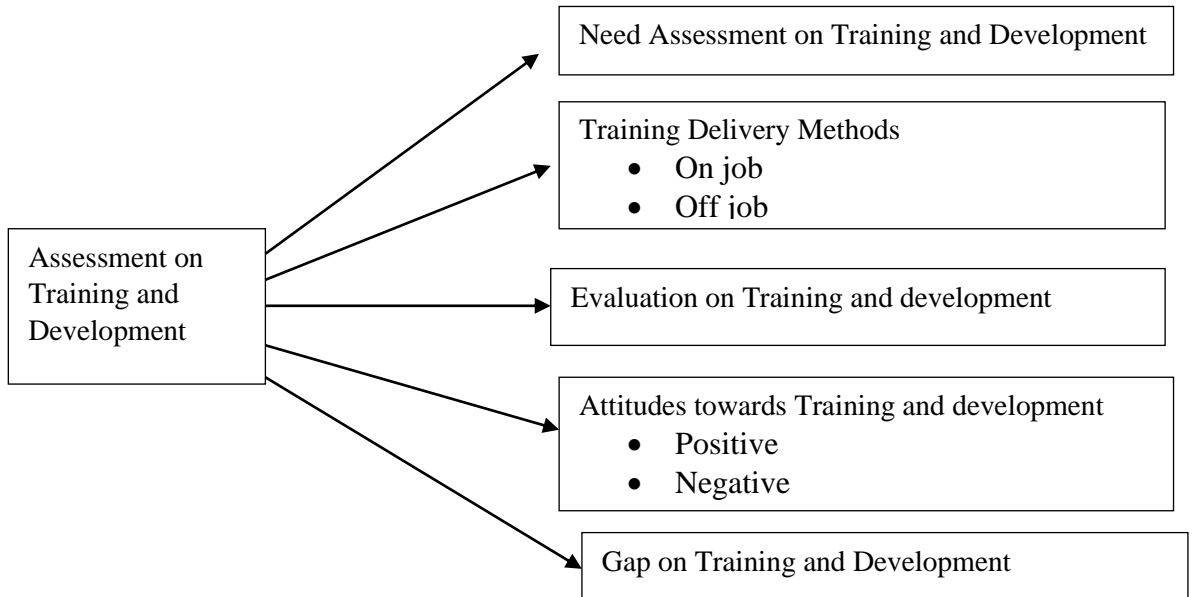 Need Assessment on Training and Development
Training Delivery Methods
• On job
• Off job
Assessment on
Training and
Development
Evaluation on Training and development
Attitudes towards Training and development
• Positive
• Negative
Gap on Training and Development